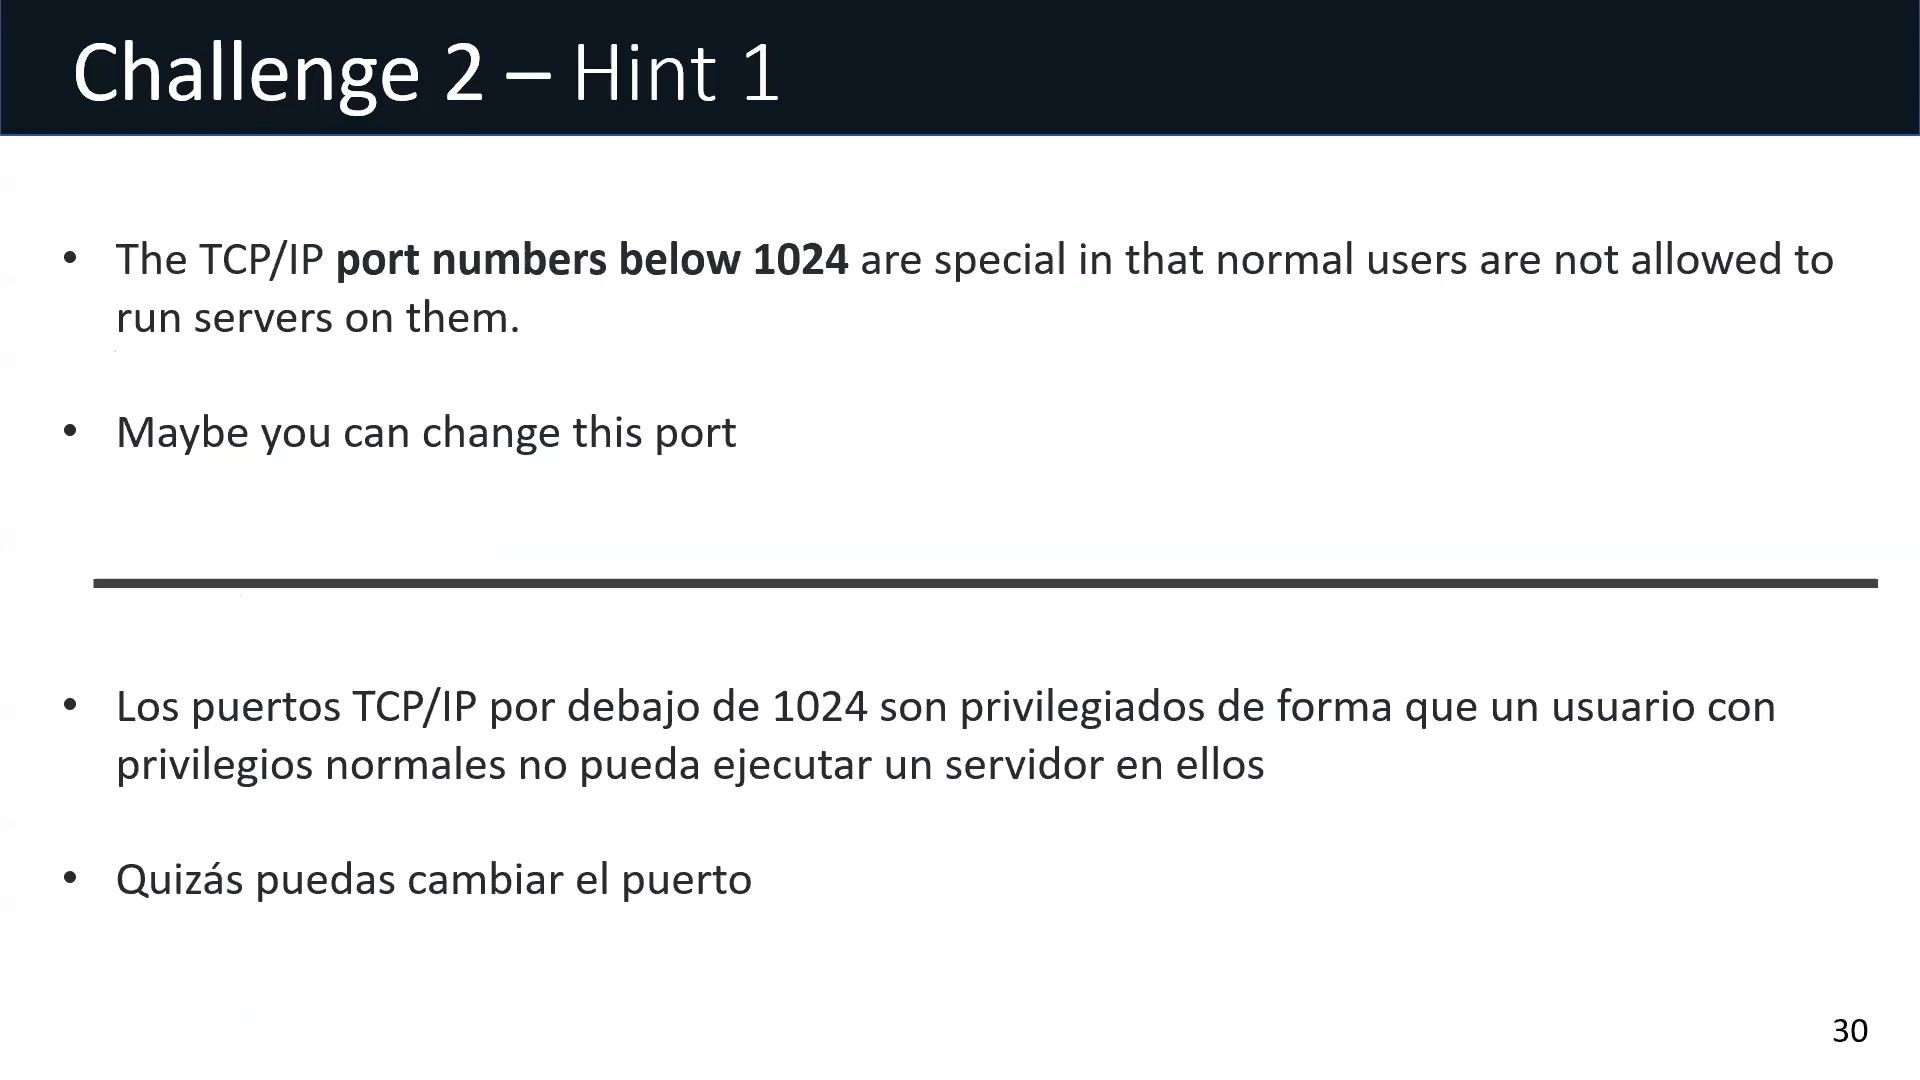 Challenge 2 – Hint 1
• The TCP/IP port numbers below 1024 are special in that normal users are not allowed to
run servers on them.
• Maybe you can change this port
• Los puertos TCP/IP por debajo de 1024 son privilegiados de forma que un usuario con
privilegios normales no pueda ejecutar un servidor en ellos
• Quizás puedas cambiar el puerto
30